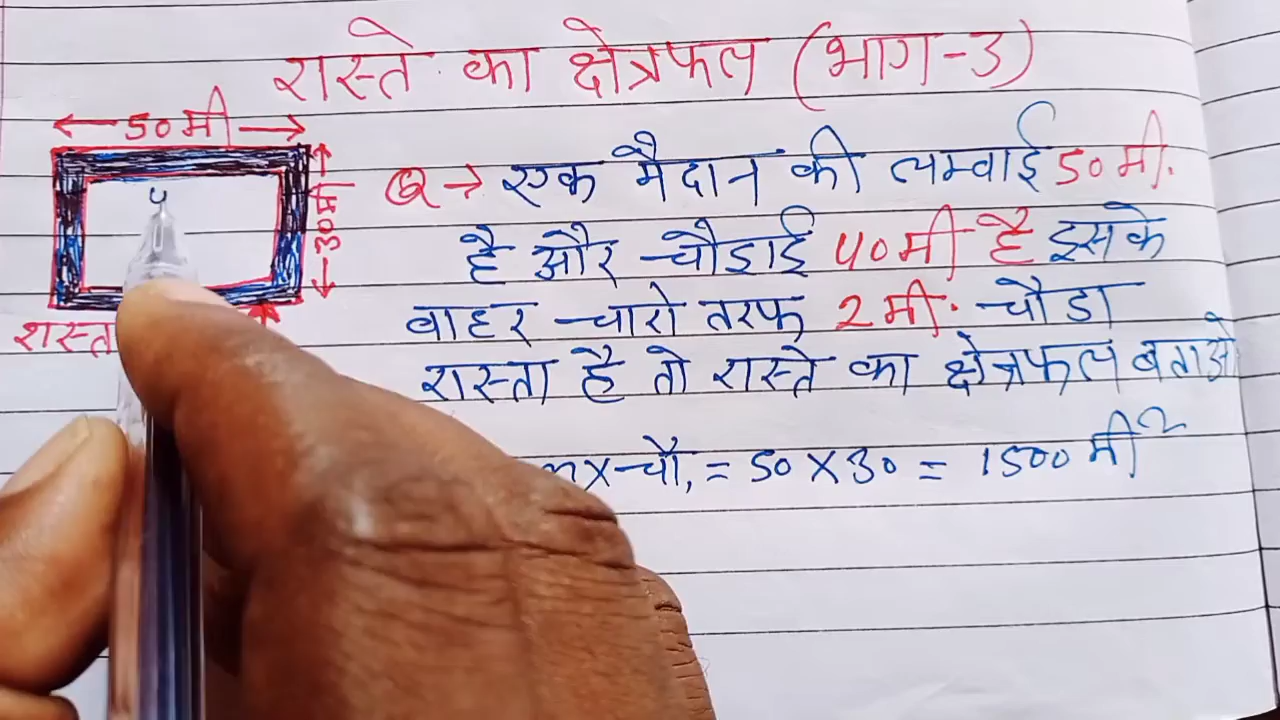 रास्ते का क्षेत्रफल (भाग-3)
50 मी
30 मी
रास्त
Q → एक मैदान की लम्वाई 50 मी.
है और चौडाई 40 मी है इसके
वाहर चारो तरफ 2 मी. चौडा
रास्ता है तो रास्ते का क्षेत्रफल बताओ
x चौ, = 50 x 30 = 1500 मी²